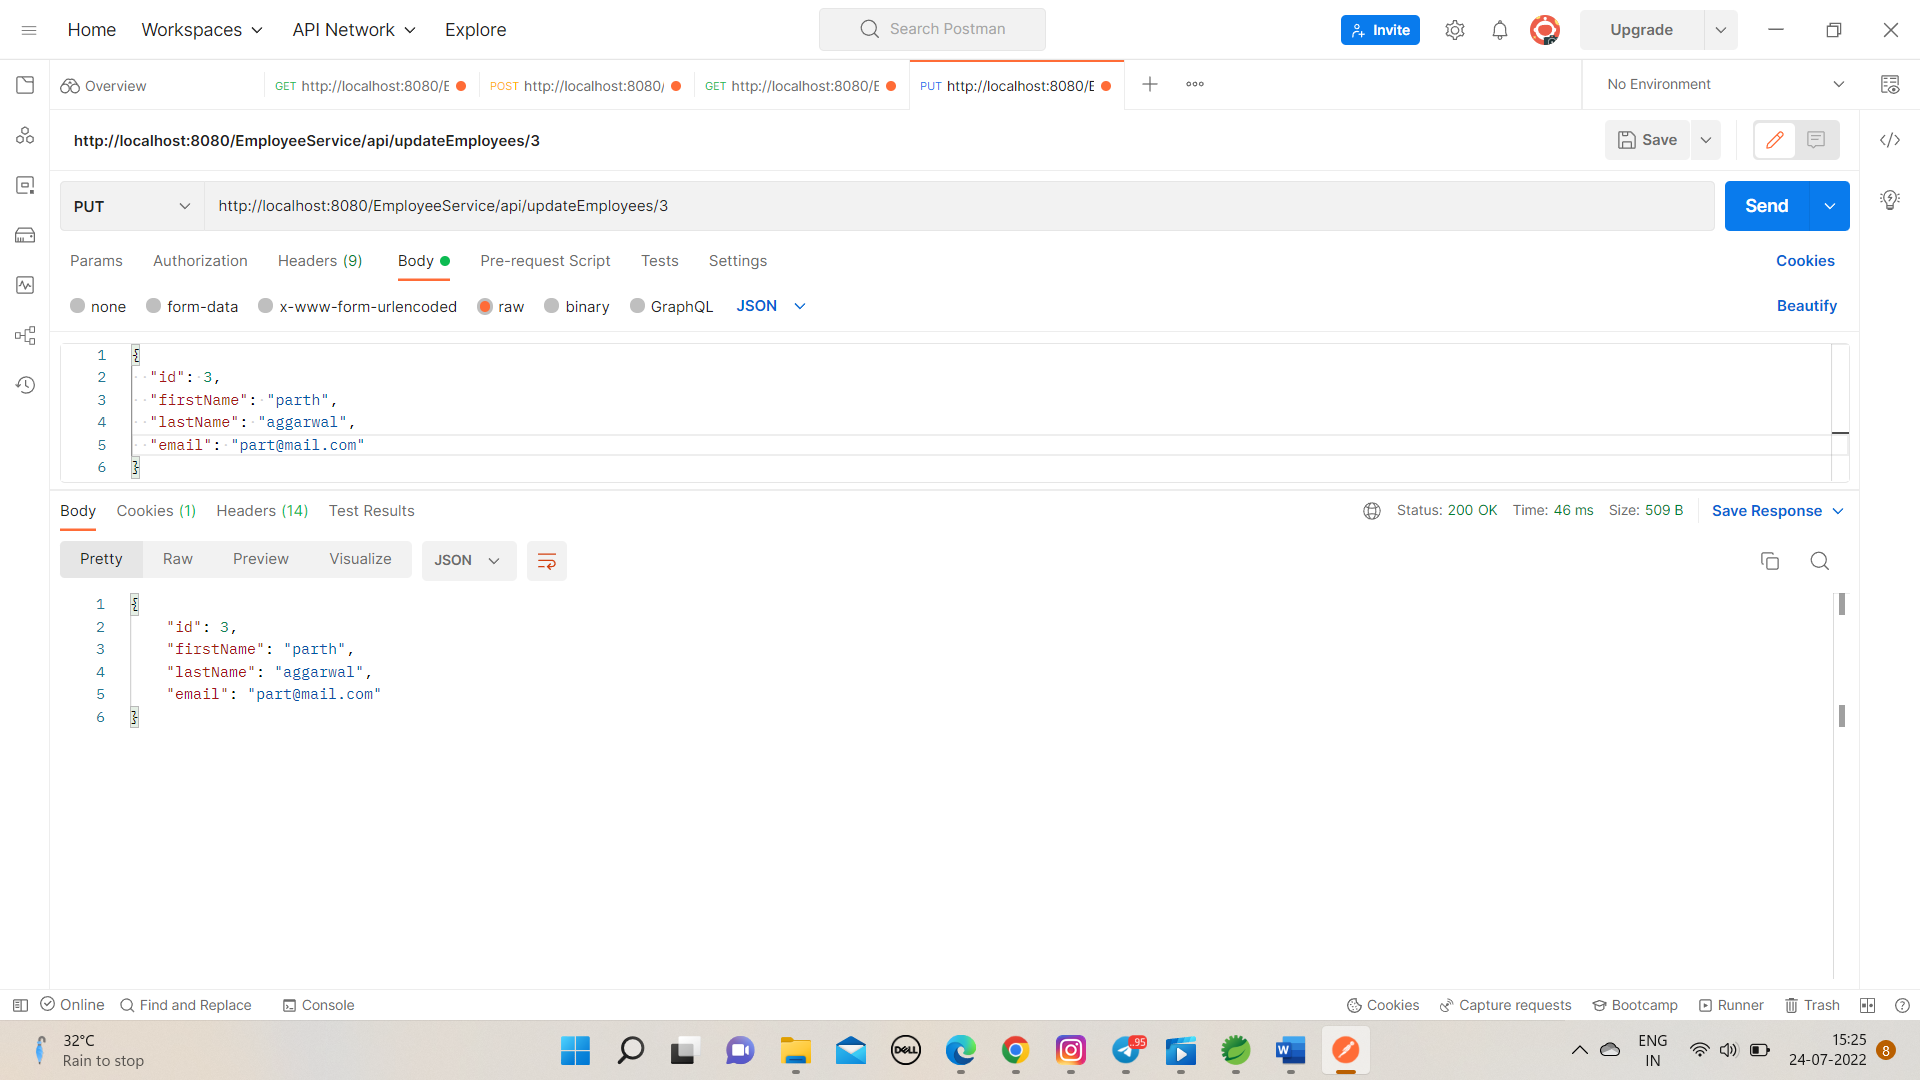 Home
Workspaces
API Network
Explore
Search Postman
Invite
Upgrade
Overview
GET http://localhost:8080/E
POST http://localhost:8080/
GET http://localhost:8080/E
PUT http://localhost:8080/E
No Environment
http://localhost:8080/EmployeeService/api/updateEmployees/3
Save
PUT
http://localhost:8080/EmployeeService/api/updateEmployees/3
Send
Params
Authorization
Headers (9)
Body
Pre-request Script
Tests
Settings
Cookies
none
form-data
x-www-form-urlencoded
raw
binary
GraphQL
JSON
Beautify
1 {
2 "id": 3,
3 "firstName": "parth",
4 "lastName": "aggarwal",
5 "email": "part@mail.com"
6 }
Body
Cookies (1)
Headers (14)
Test Results
Status: 200 OK
Time: 46 ms
Size: 509 B
Save Response
Pretty
Raw
Preview
Visualize
JSON
1 {
2 "id": 3,
3 "firstName": "parth",
4 "lastName": "aggarwal",
5 "email": "part@mail.com"
6 }
Online
Find and Replace
Console
Cookies
Capture requests
Bootcamp
Runner
Trash
32°C
Rain to stop
DELL
95
W
ENG
IN
15:25
24-07-2022
8